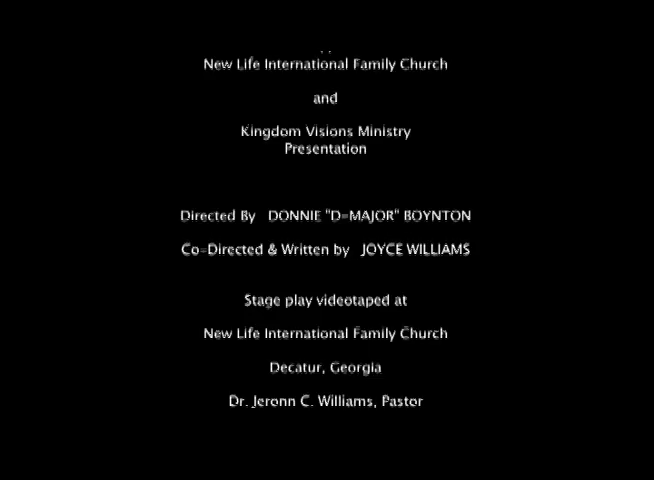 New Life International Family Church
and
Kingdom Visions Ministry
Presentation
Directed By DONNIE "D=MAJOR" BOYNTON
Co-Directed & Written by JOYCE WILLIAMS
Stage play videotaped at
New Life International Family Church
Decatur, Georgia
Dr. Jeronn C. Williams, Pastor